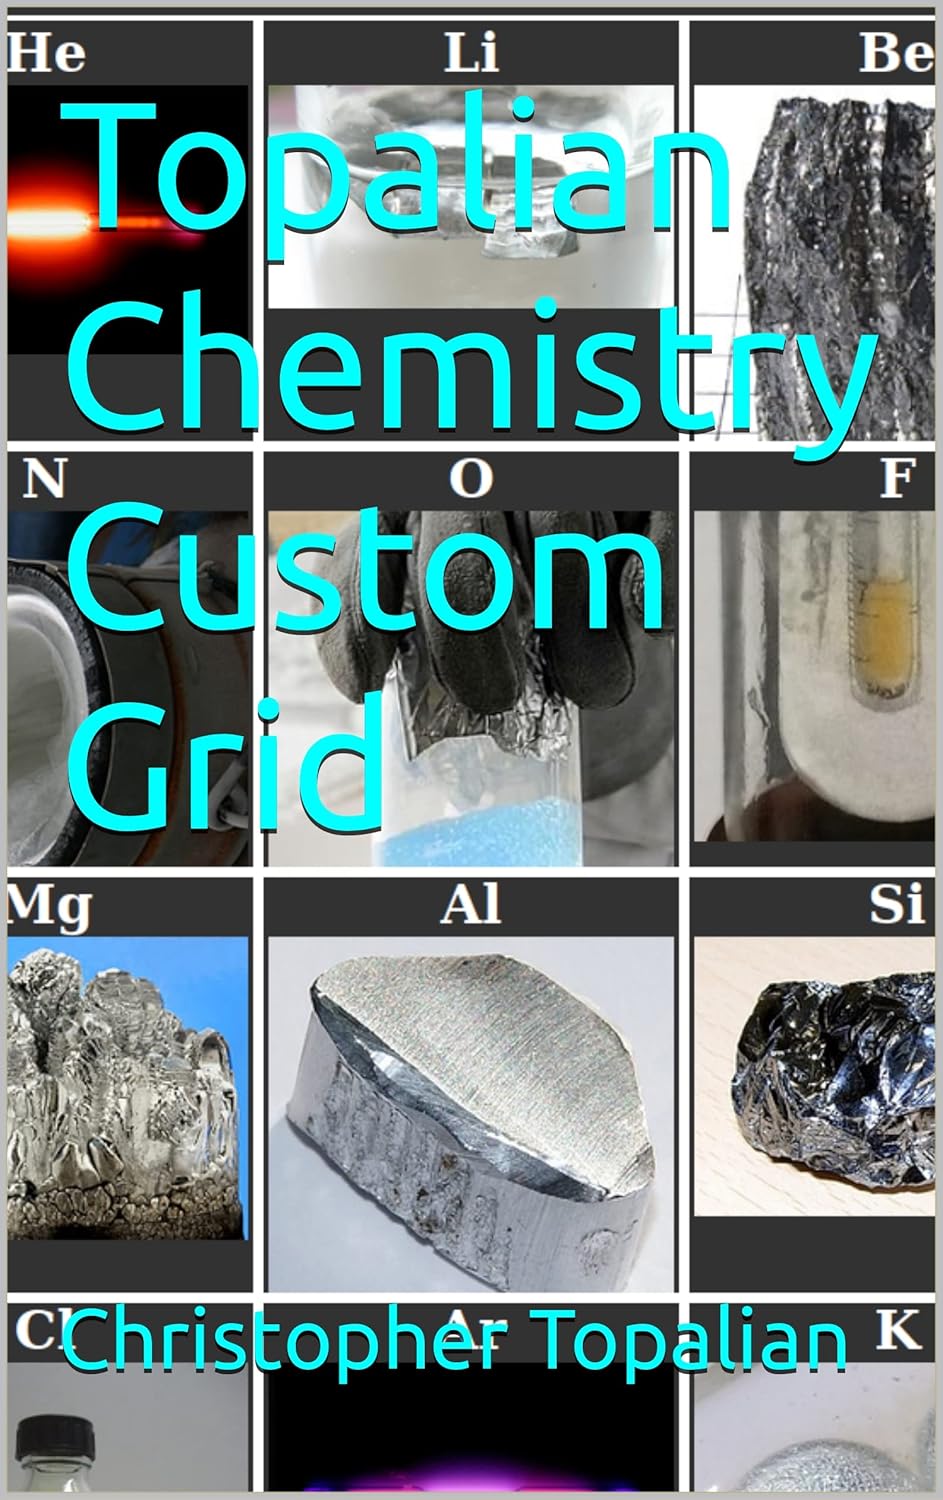 He Li Be
Topalian
Chemistry
N O F
Custom
Grid
Mg Al Si
Cl Ar K
Christopher Topalian